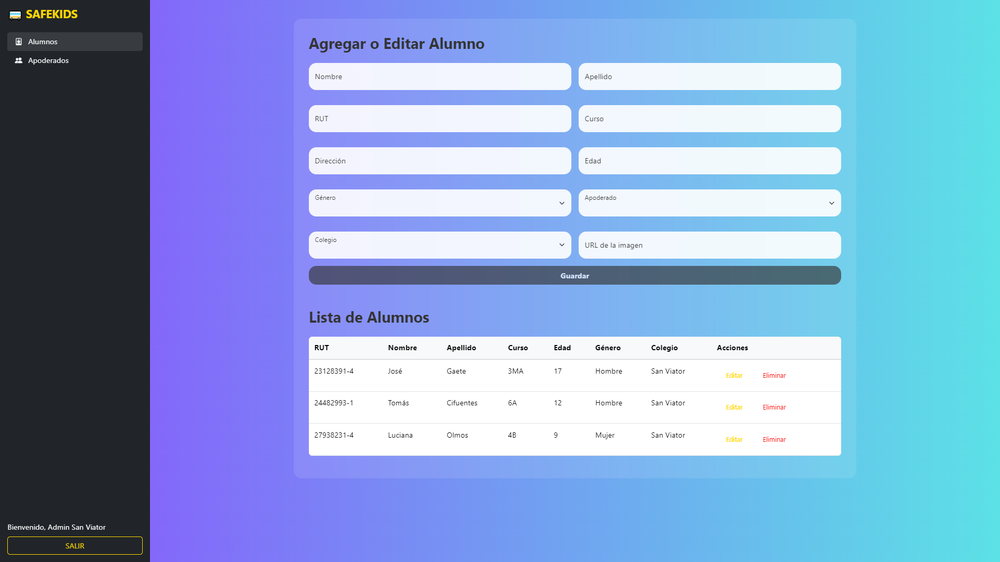 SAFEKIDS
Alumnos
Apoderados
Bienvenido, Admin San Viator
SALIR
Agregar o Editar Alumno
Nombre Apellido
RUT Curso
Dirección Edad
Género Apoderado
Colegio URL de la imagen
Guardar
Lista de Alumnos
RUT Nombre Apellido Curso Edad Género Colegio Acciones
23128391-4 José Gaete 3MA 17 Hombre San Viator Editar Eliminar
24482993-1 Tomás Cifuentes 6A 12 Hombre San Viator Editar Eliminar
27938231-4 Luciana Olmos 4B 9 Mujer San Viator Editar Eliminar